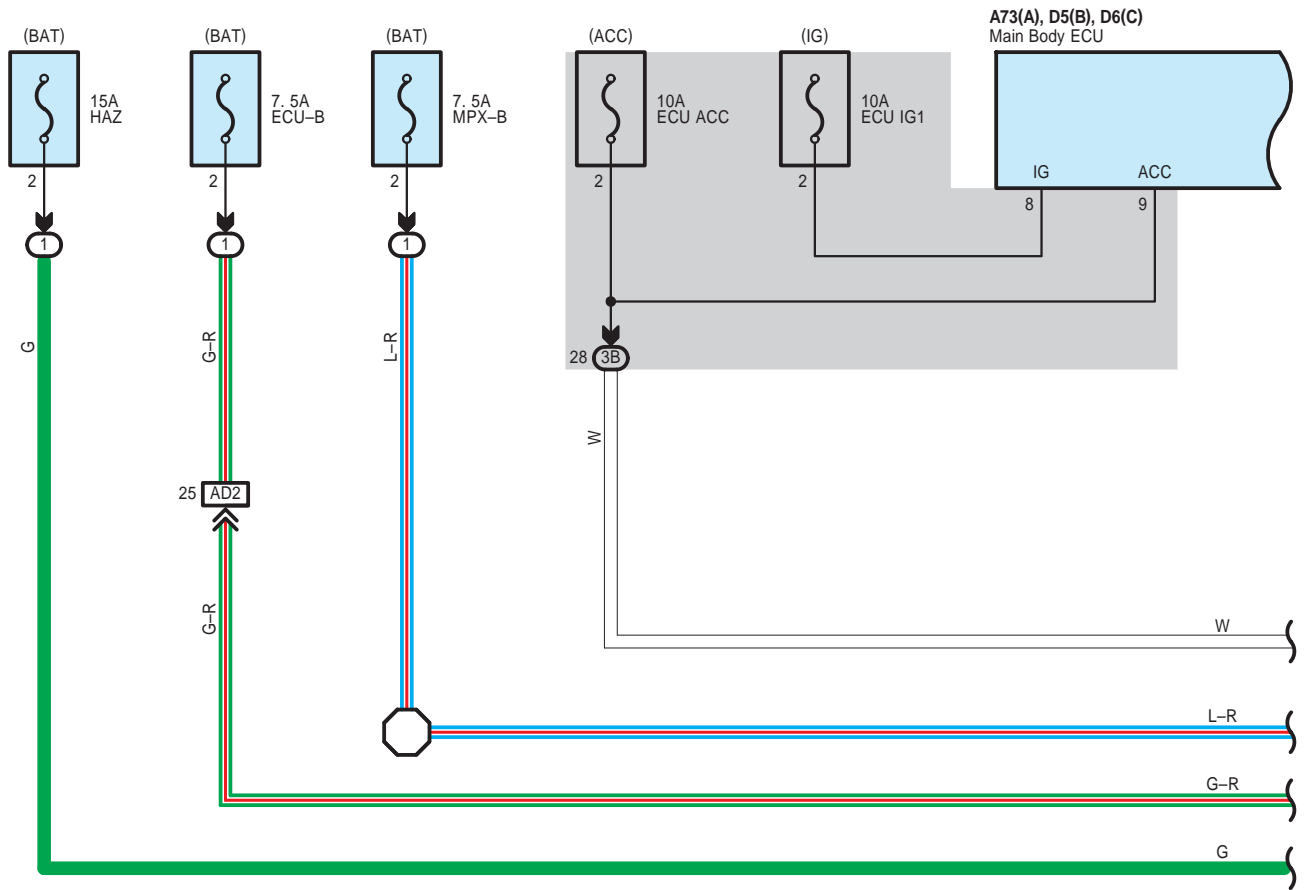 A73(A), D5(B), D6(C)
Main Body ECU
(BAT)
(BAT)
(BAT)
(ACC)
(IG)
15A
HAZ
7. 5A
ECU–B
7. 5A
MPX–B
10A
ECU ACC
10A
ECU IG1
IG
ACC
2
2
2
2
2
8
9
1
1
1
G
G–R
L–R
28
3B
W
25
AD2
G–R
W
L–R
G–R
G